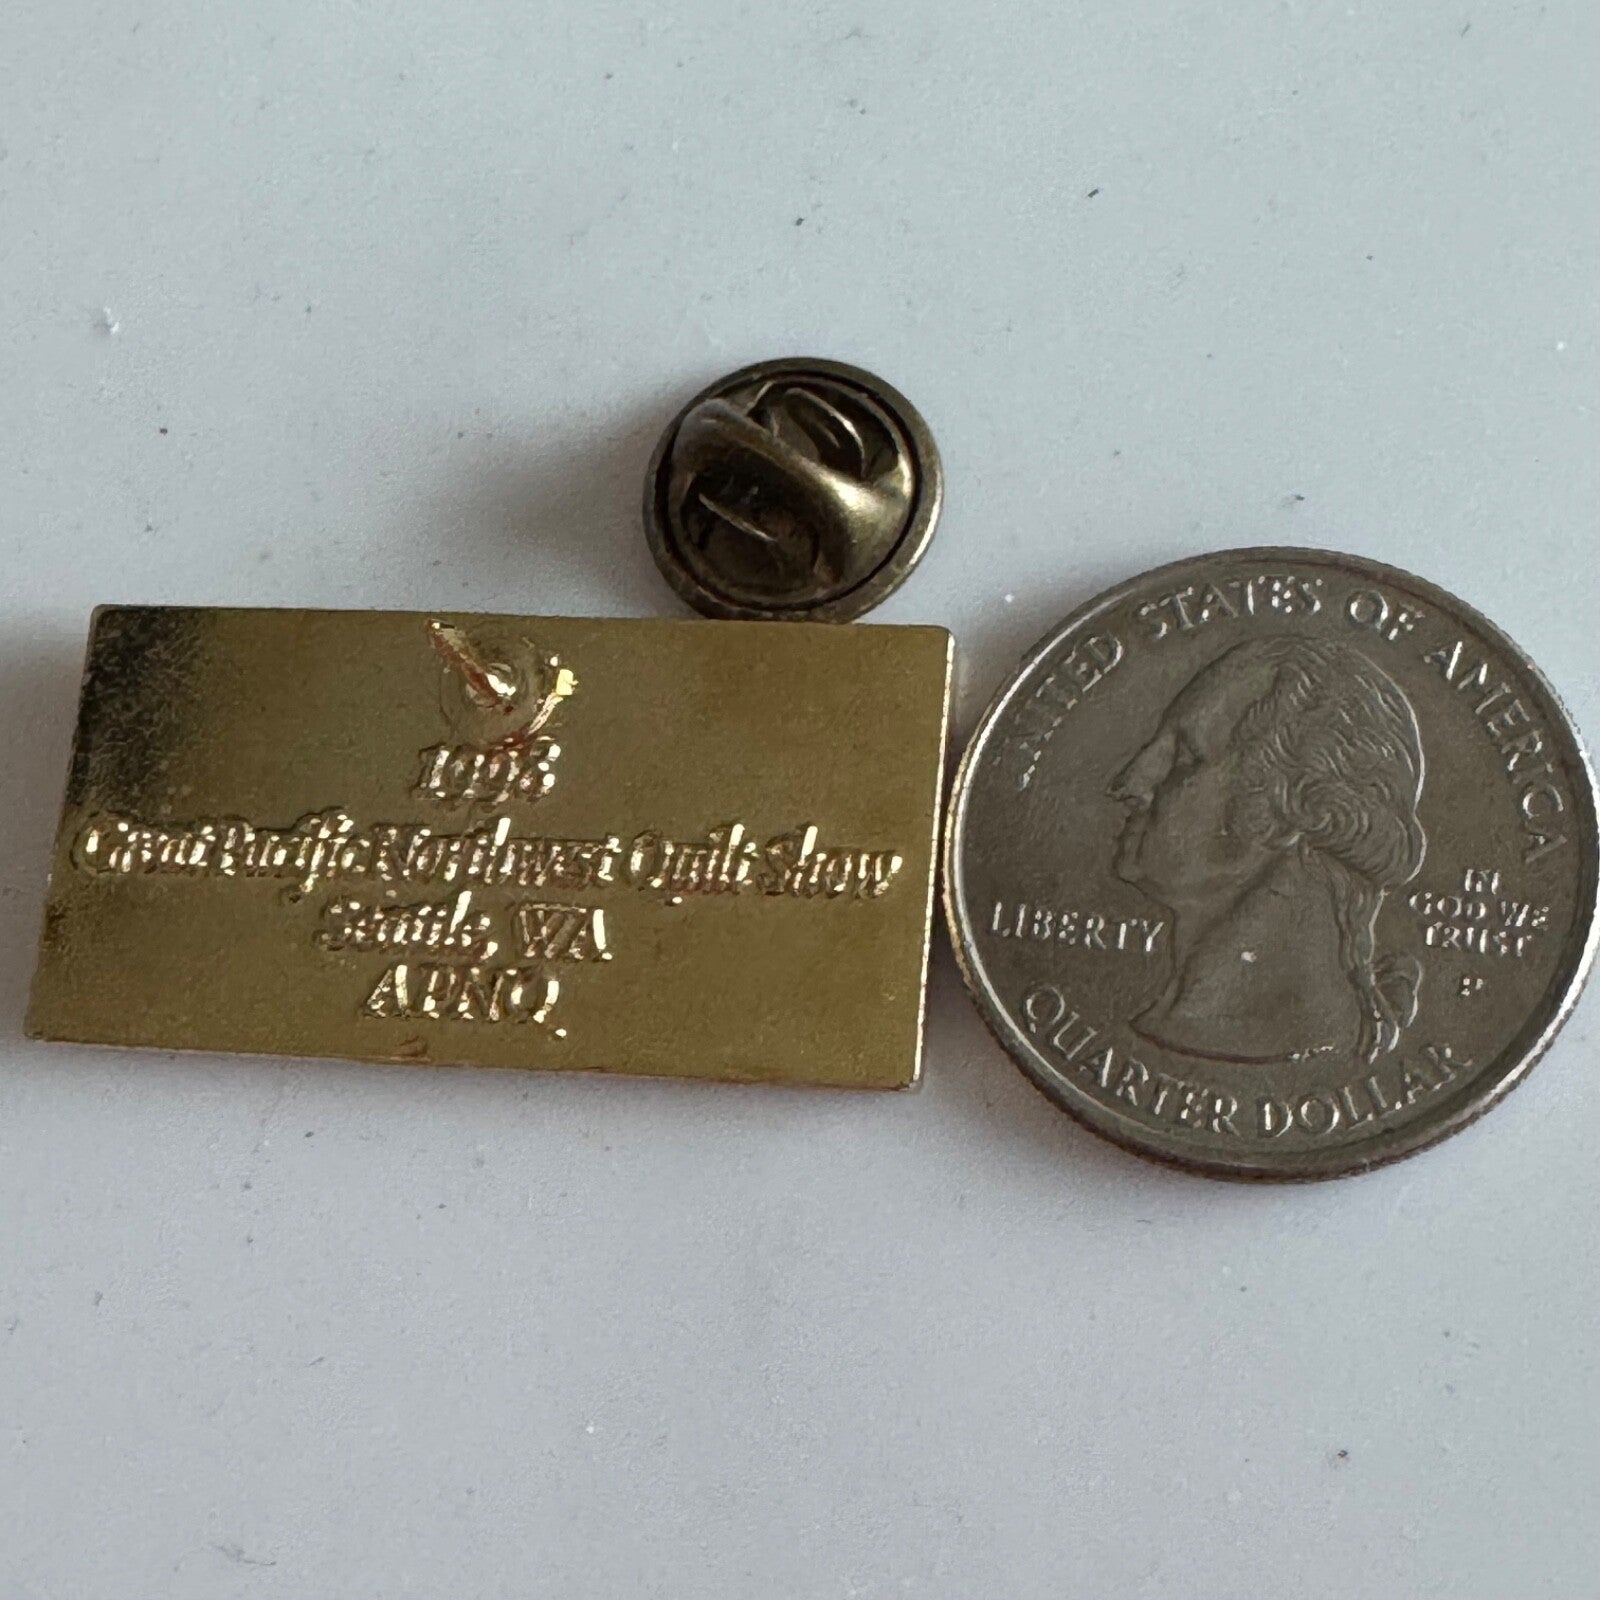 1998
Great Pacific Northwest Quilt Show
Seattle, WA
APNQ
UNITED STATES OF AMERICA
LIBERTY
IN
GOD WE
TRUST
P
QUARTER DOLLAR